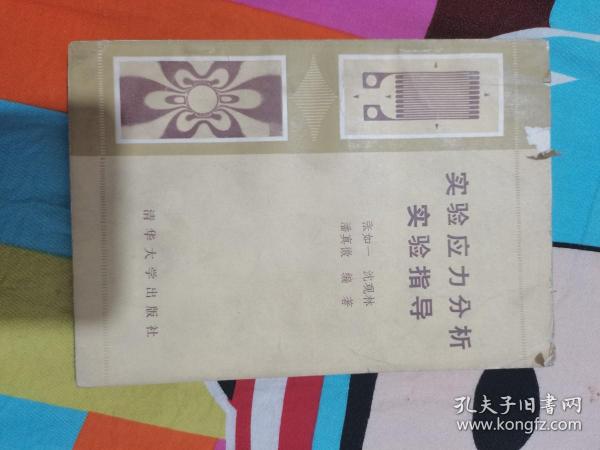 实验应力分析
实验指导
张如一 沈观林
潘真微 编著
清华大学出版社
孔夫子旧书网
www.kongfz.com